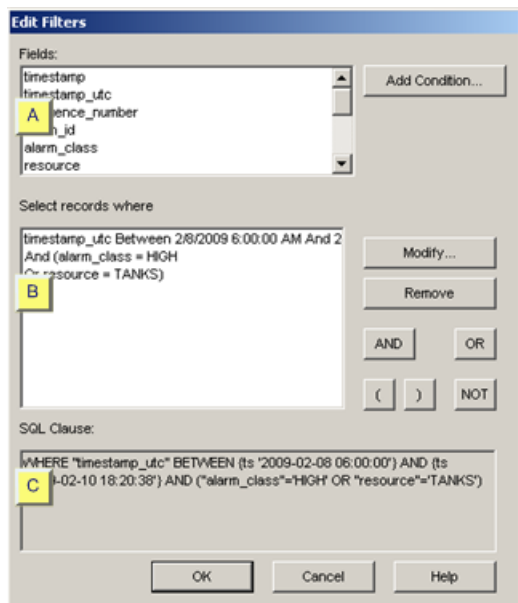 Edit Filters
Fields:
timestamp
timestamp_utc
ence_number
_id
alarm_class
resource
A
Add Condition...
Select records where
timestamp_utc Between 2/8/2009 6:00:00 AM And 2
And (alarm_class = HIGH
Or resource = TANKS)
B
Modify...
Remove
AND
OR
(
)
NOT
SQL Clause:
WHERE "timestamp_utc" BETWEEN {ts '2009-02-08 06:00:00'} AND {ts
-02-10 18:20:38'} AND ("alarm_class"='HIGH' OR "resource"='TANKS')
C
OK
Cancel
Help